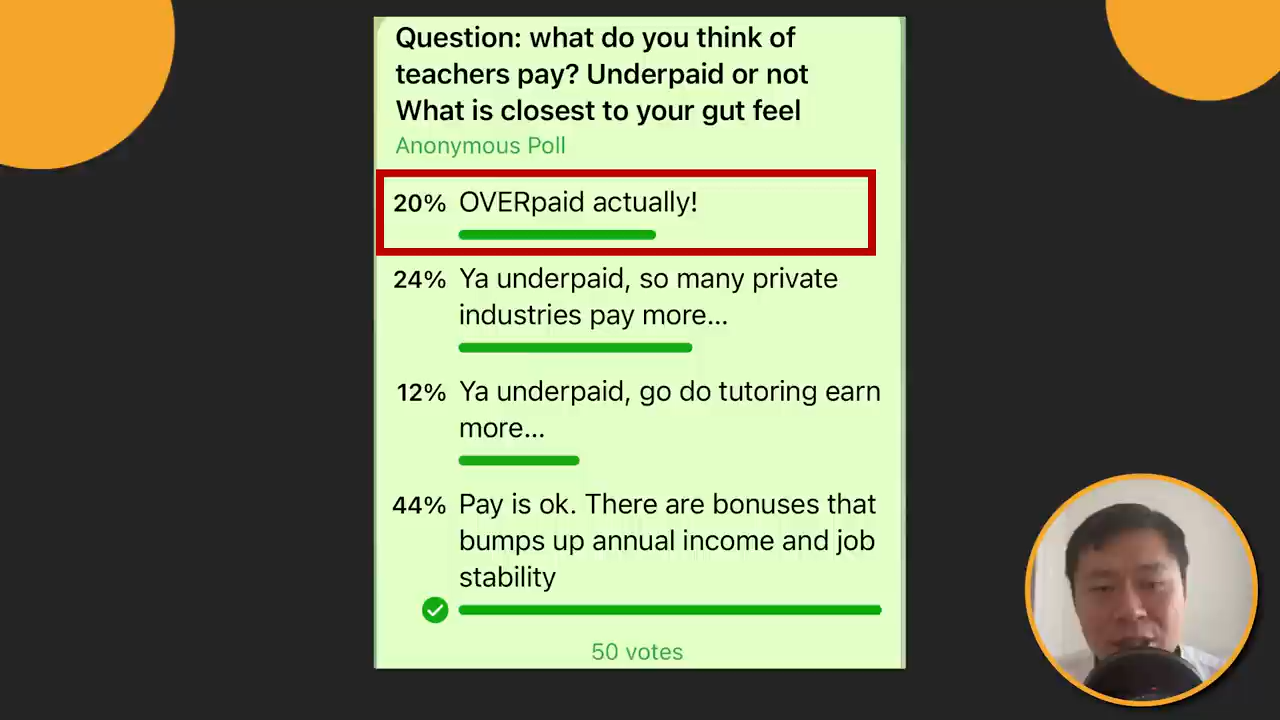 Question: what do you think of
teachers pay? Underpaid or not
What is closest to your gut feel
Anonymous Poll
20% OVERpaid actually!
24% Ya underpaid, so many private
industries pay more...
12% Ya underpaid, go do tutoring earn
more...
44% Pay is ok. There are bonuses that
bumps up annual income and job
stability
50 votes